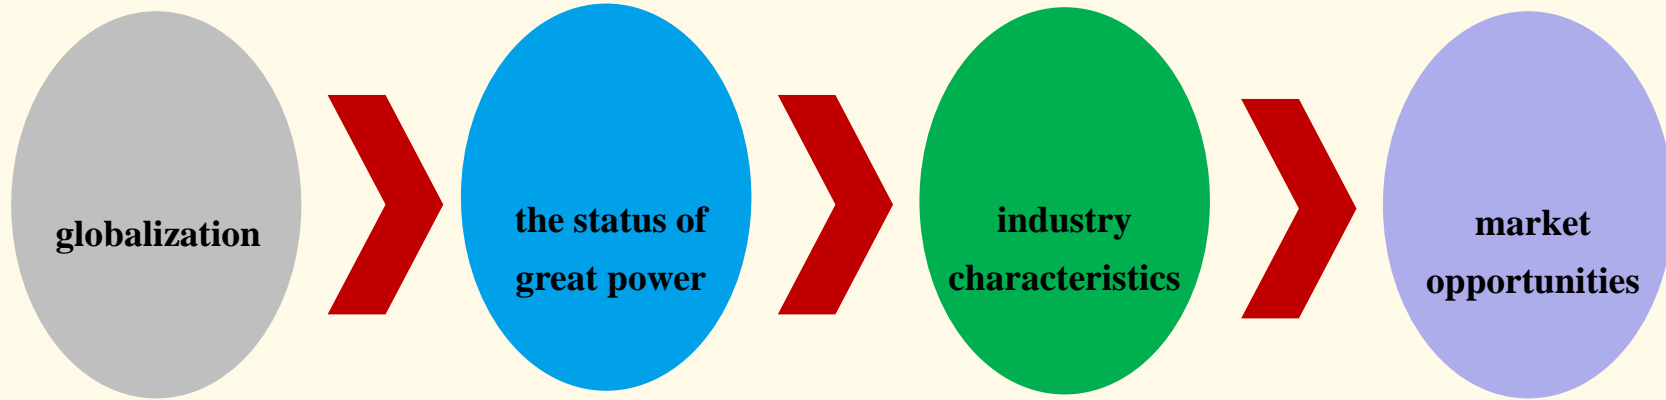 globalization
the status of
great power
industry
characteristics
market
opportunities